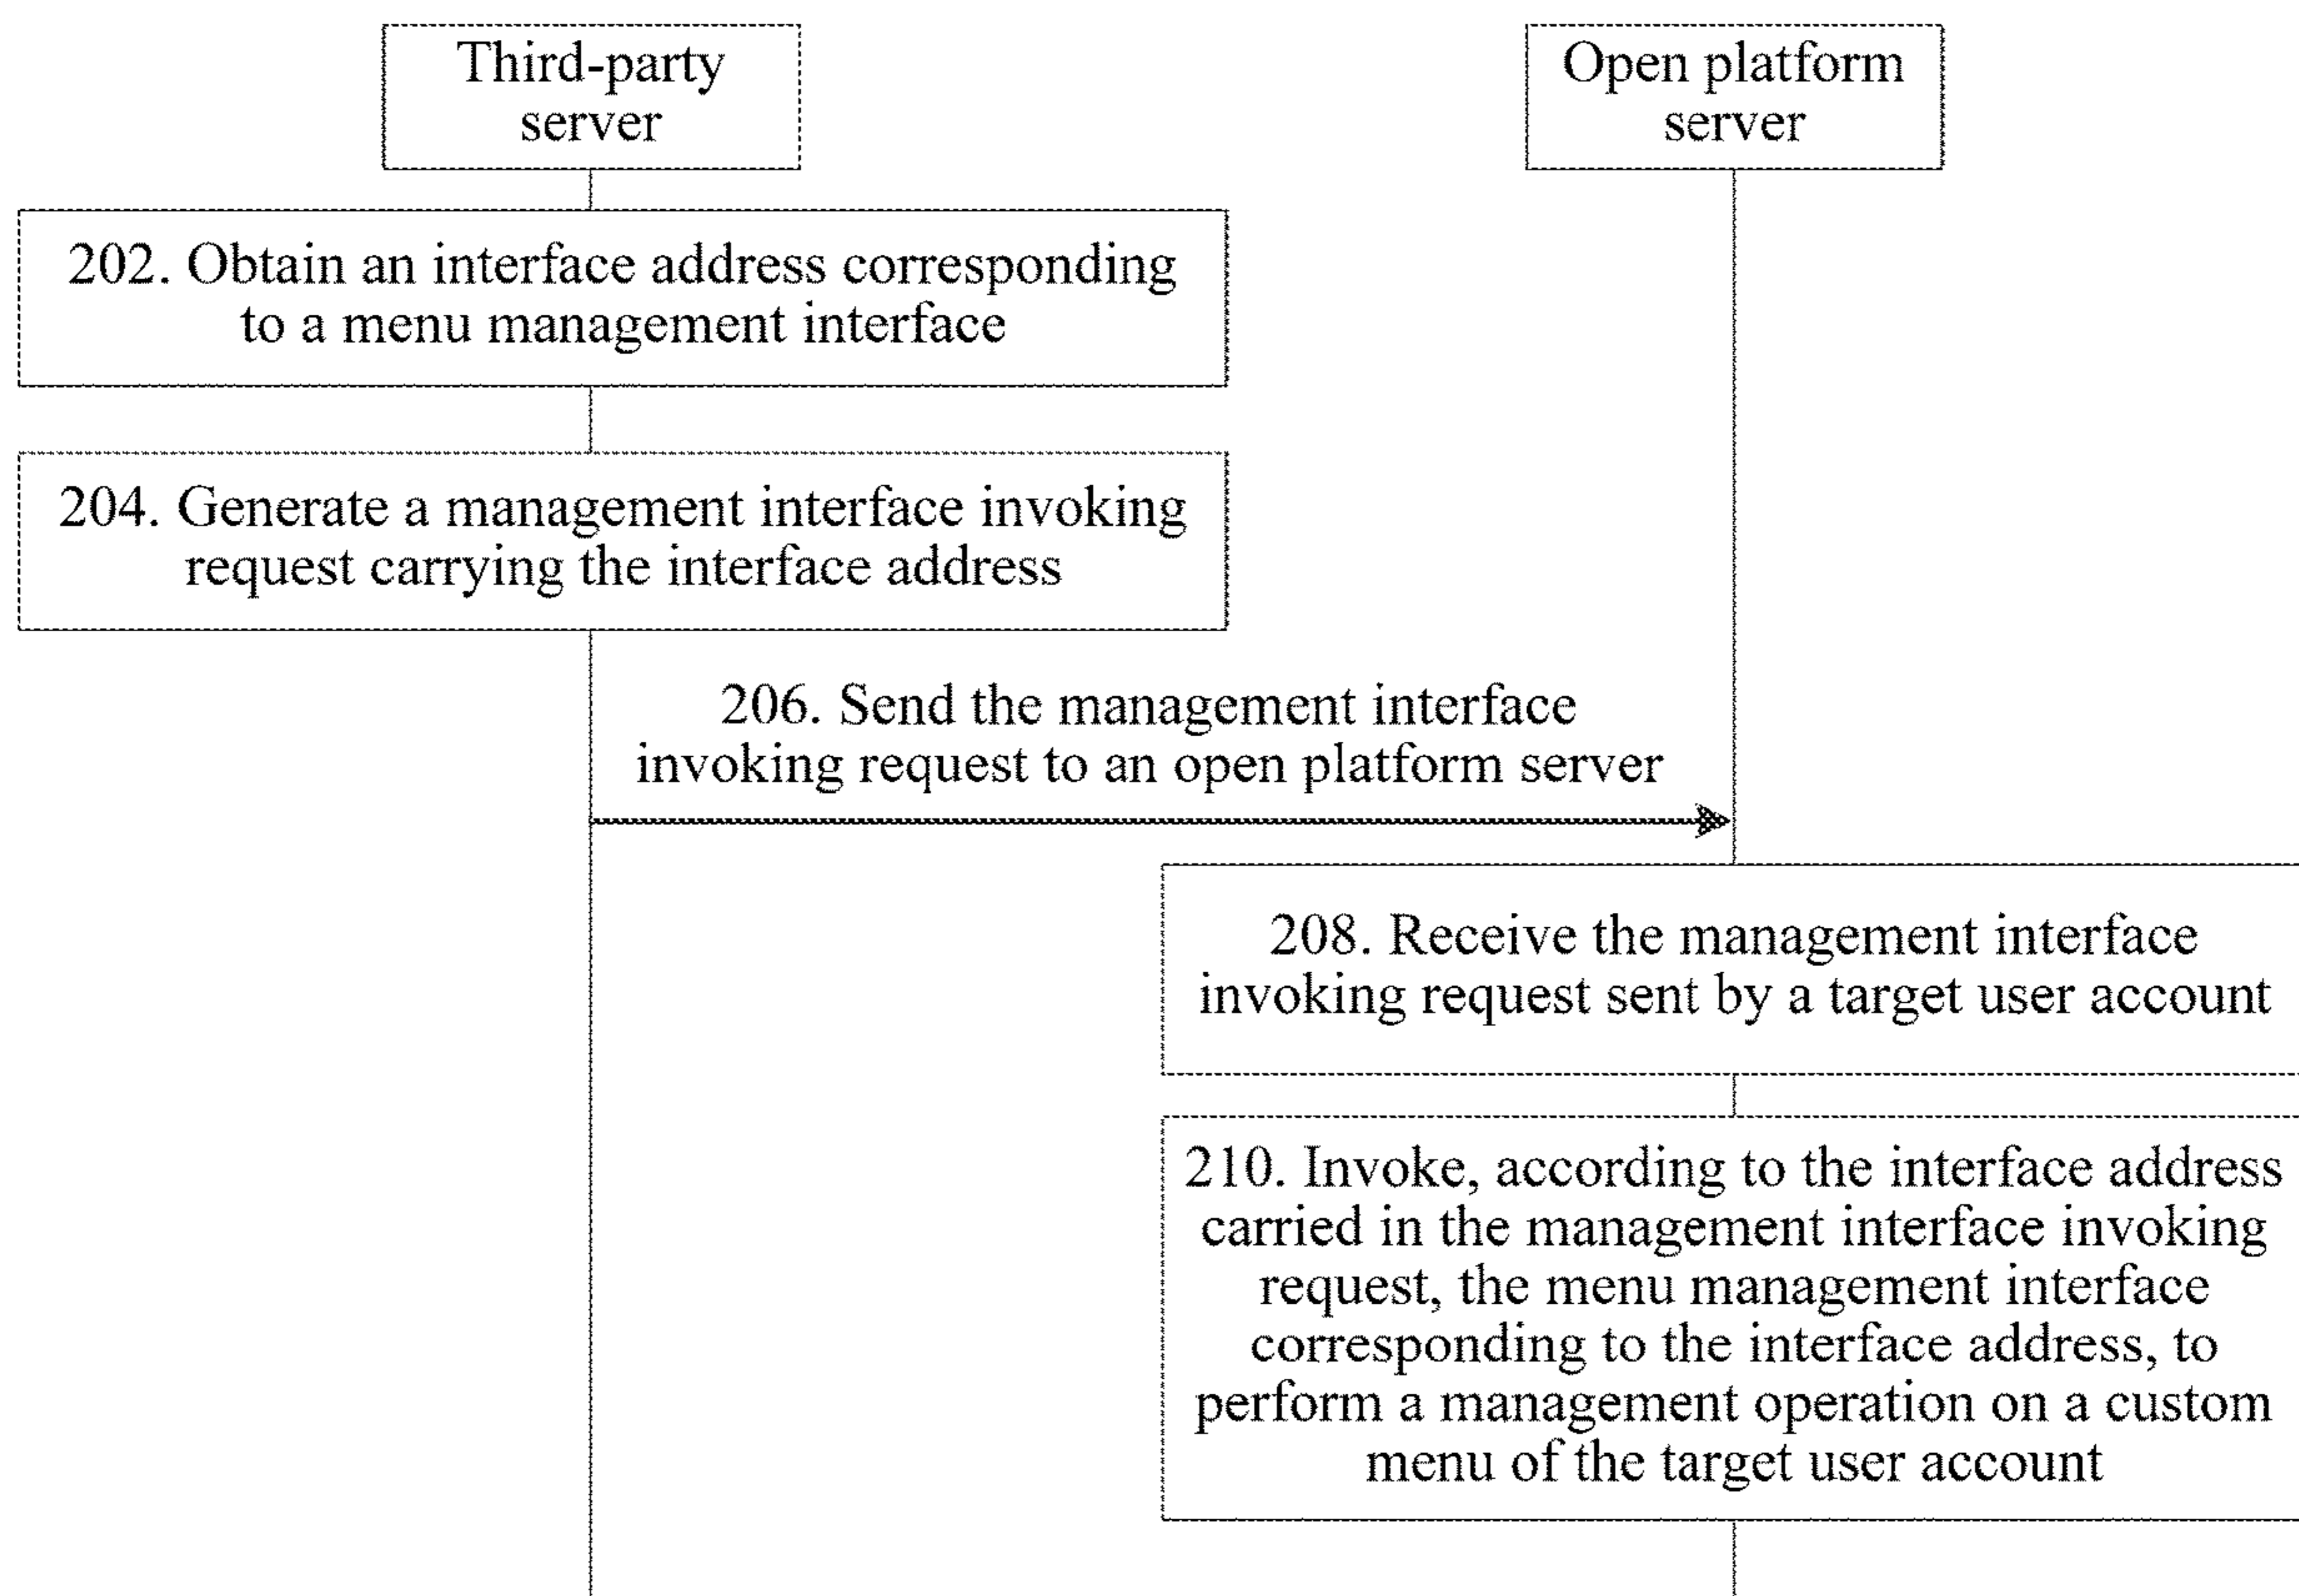 Third-party
server
Open platform
server
202. Obtain an interface address corresponding
to a menu management interface
204. Generate a management interface invoking
request carrying the interface address
206. Send the management interface
invoking request to an open platform server
208. Receive the management interface
invoking request sent by a target user account
210. Invoke, according to the interface address
carried in the management interface invoking
request, the menu management interface
corresponding to the interface address, to
perform a management operation on a custom
menu of the target user account